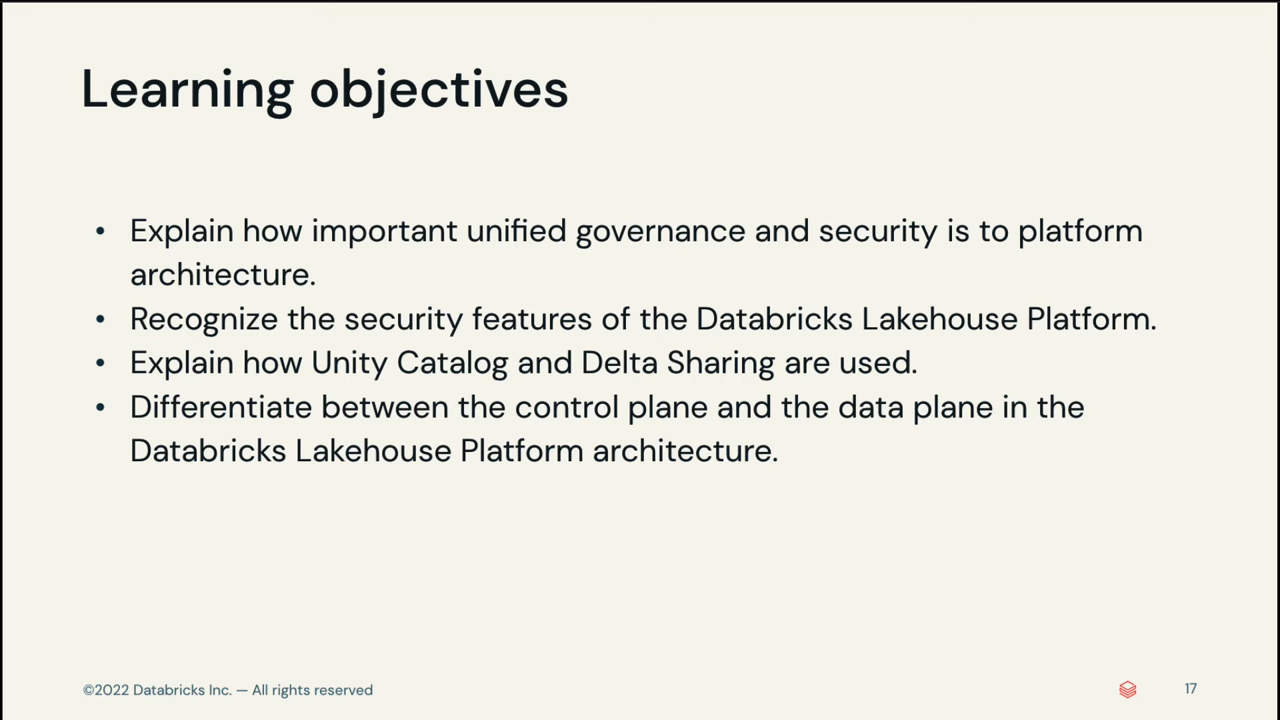 Learning objectives
• Explain how important unified governance and security is to platform
architecture.
• Recognize the security features of the Databricks Lakehouse Platform.
• Explain how Unity Catalog and Delta Sharing are used.
• Differentiate between the control plane and the data plane in the
Databricks Lakehouse Platform architecture.
©2022 Databricks Inc. — All rights reserved
17